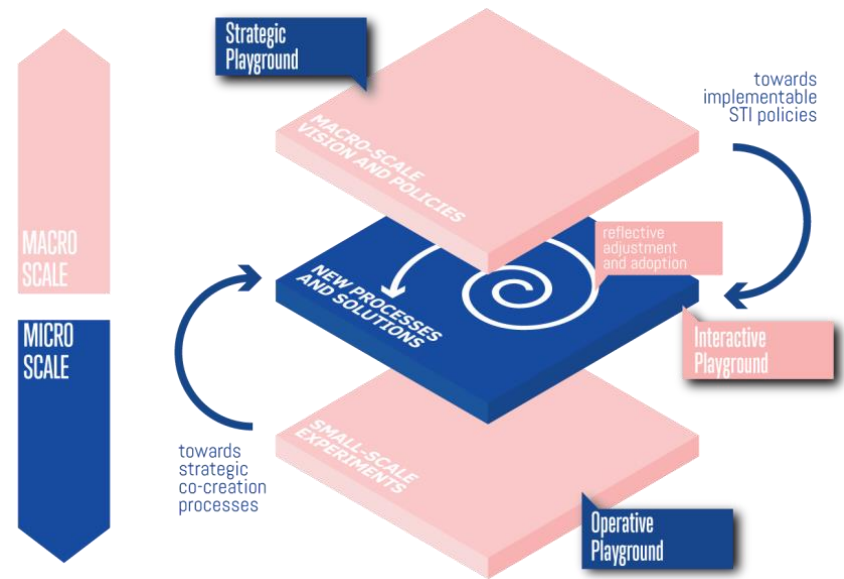 Strategic
Playground
towards
implementable
STI policies
MACRO-SCALE
VISION AND POLICIES
MACRO
SCALE
reflective
adjustment
and adoption
NEW PROCESSES
AND SOLUTIONS
MICRO
SCALE
Interactive
Playground
towards
strategic
co-creation
processes
SMALL-SCALE
EXPERIMENTS
Operative
Playground